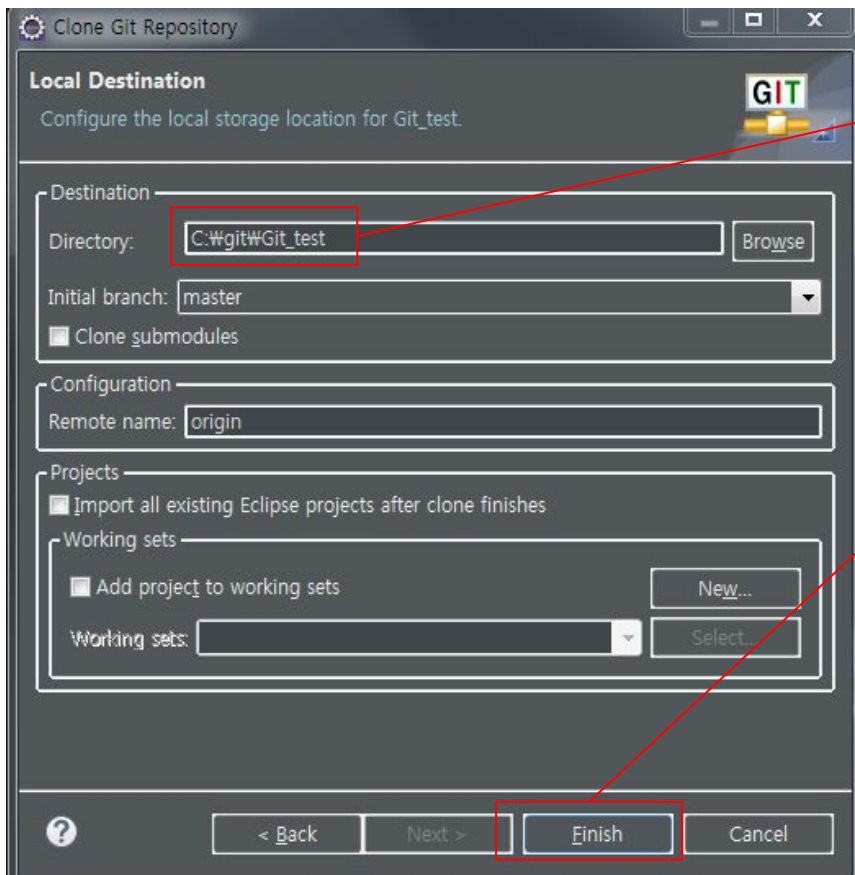 Clone Git Repository
Local Destination
GIT
Configure the local storage location for Git_test.
Destination
Directory: C:₩git₩Git_test Browse
Initial branch: master
Clone submodules
Configuration
Remote name: origin
Projects
Import all existing Eclipse projects after clone finishes
Working sets
Add project to working sets New...
Working sets: Select...
? < Back Next > Finish Cancel